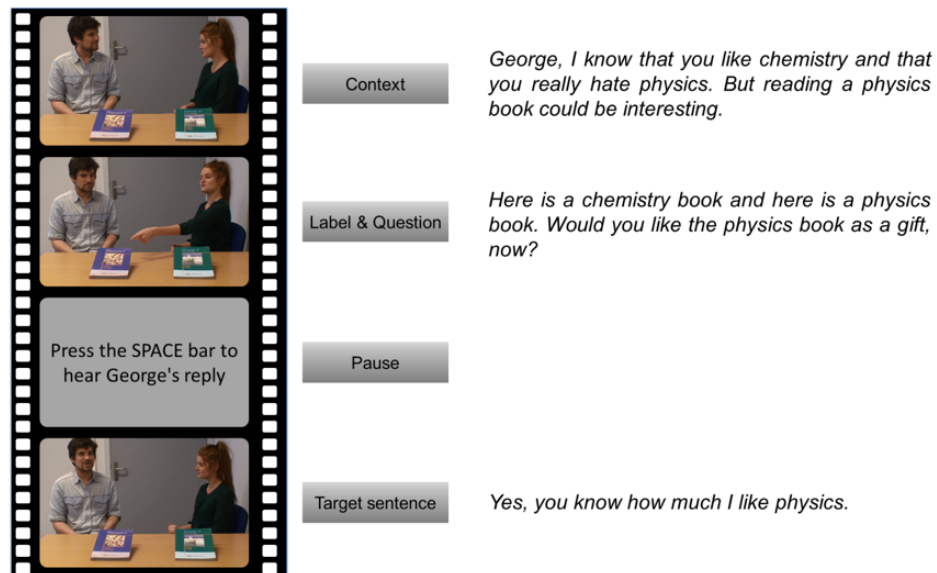 Context
George, I know that you like chemistry and that
you really hate physics. But reading a physics
book could be interesting.
Label & Question
Here is a chemistry book and here is a physics
book. Would you like the physics book as a gift,
now?
Press the SPACE bar to
hear George's reply
Pause
Target sentence
Yes, you know how much I like physics.